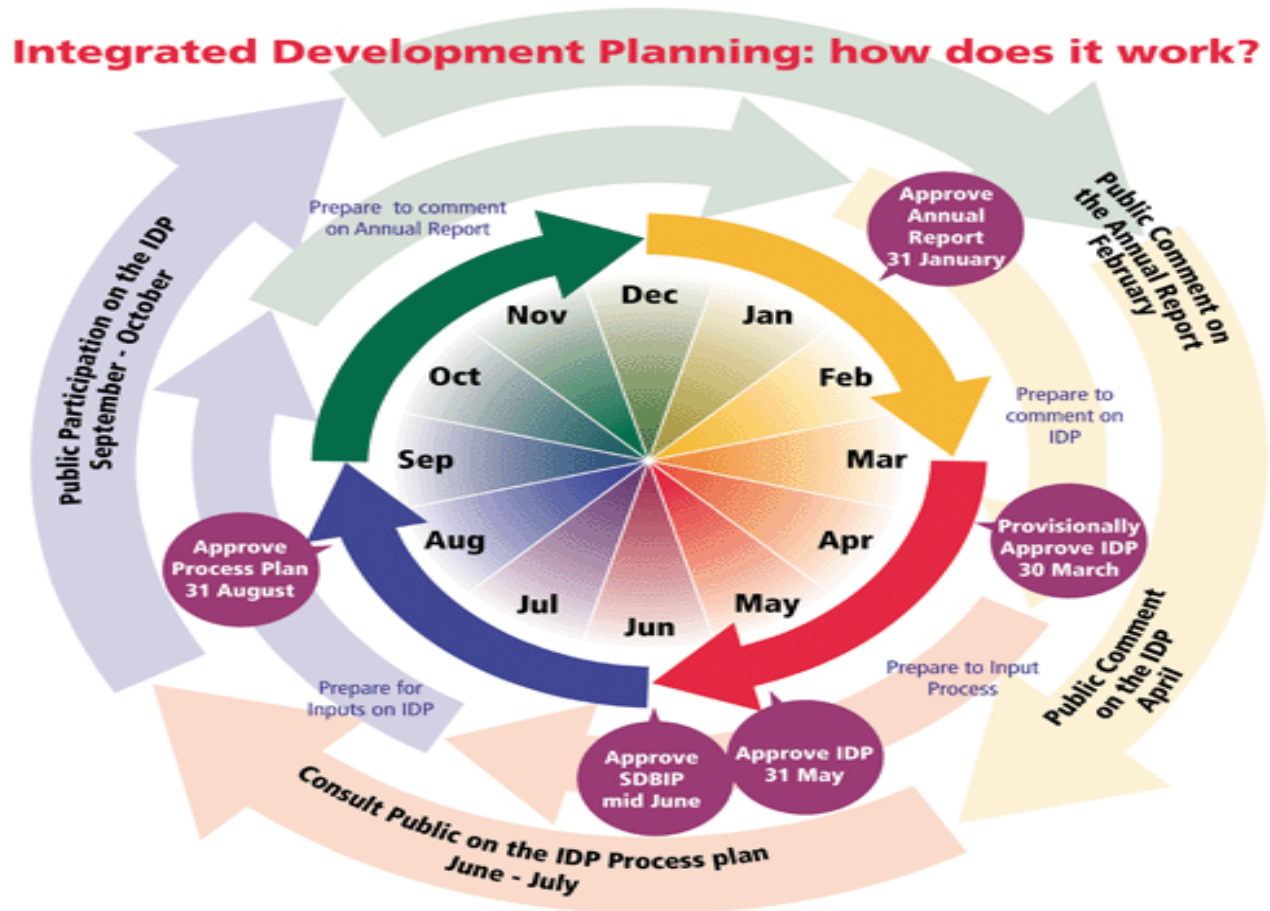 Integrated Development Planning: how does it work?
Prepare to comment
on Annual Report
Approve
Annual
Report
31 January
Public Comment on
the Annual Report
February
Public Participation on the IDP
September - October
Dec
Jan
Feb
Mar
Apr
May
Jun
Jul
Aug
Sep
Oct
Nov
Prepare to
comment on
IDP
Provisionally
Approve IDP
30 March
Public Comment
on the IDP
April
Prepare to Input
Process
Approve IDP
31 May
Approve
SDBIP
mid June
Consult Public on the IDP Process plan
June - July
Prepare for
Inputs on IDP
Approve
Process Plan
31 August